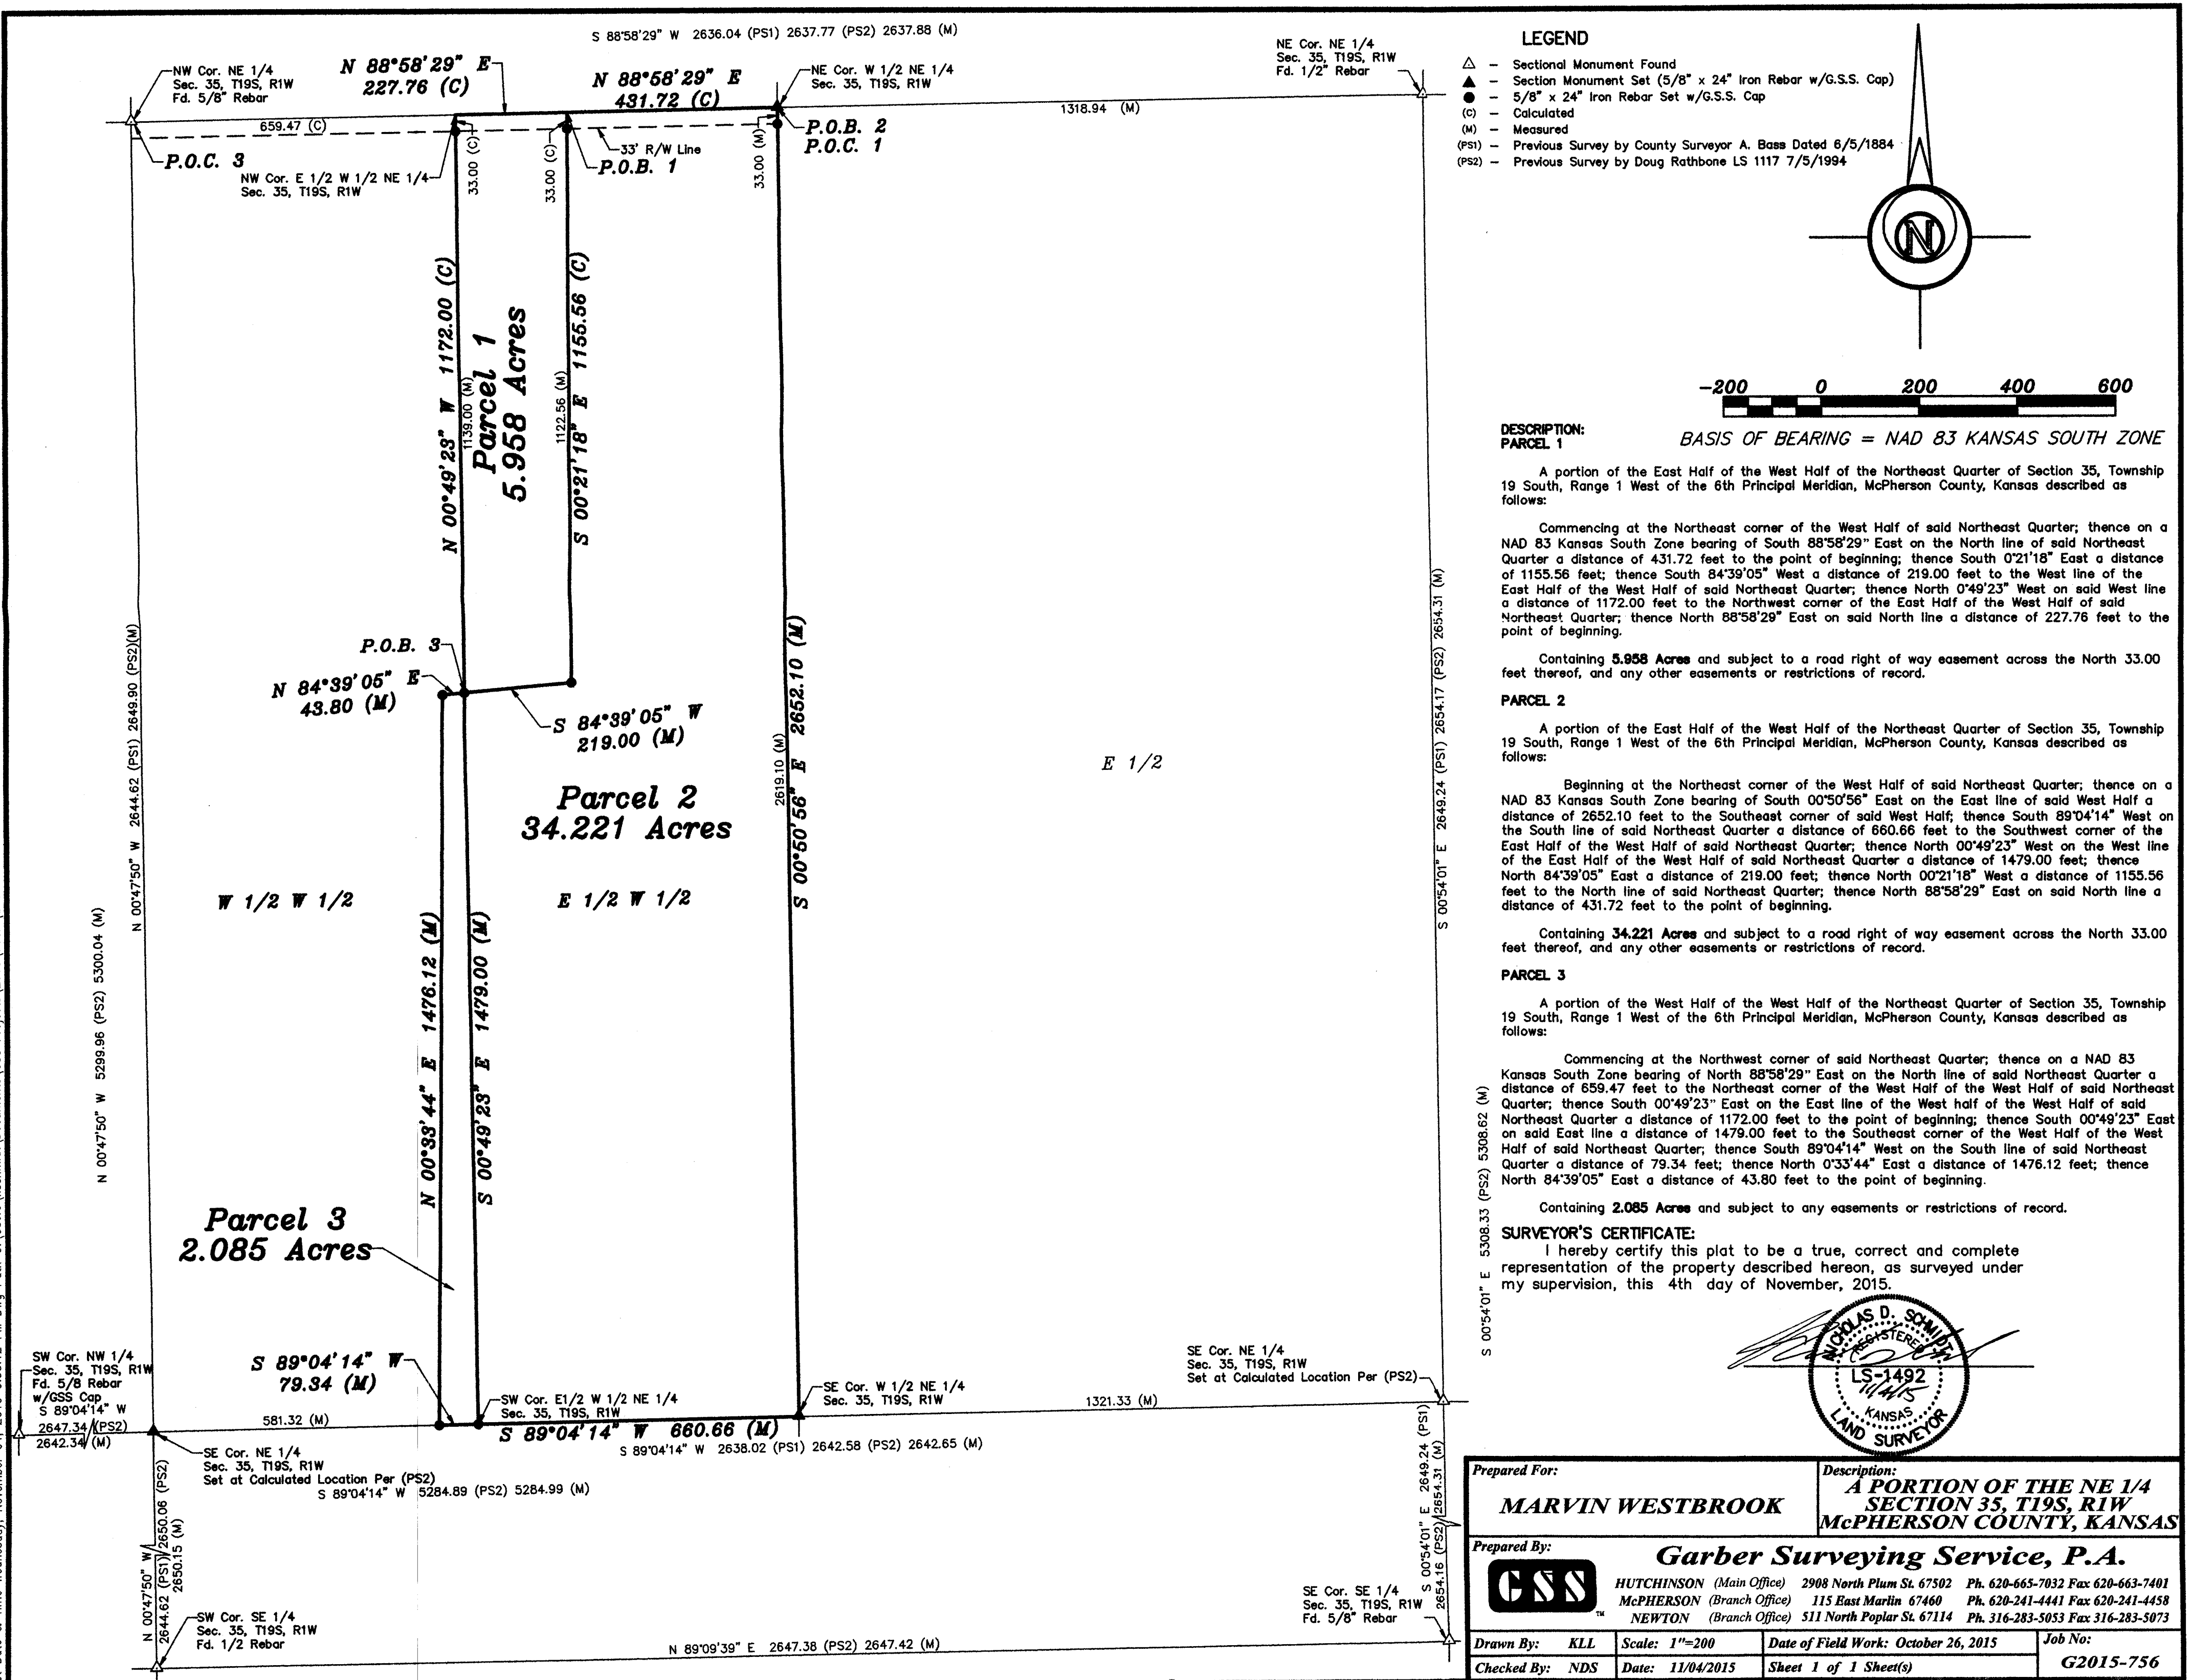 S 88°58'29" W 2636.04 (PS1) 2637.77 (PS2) 2637.88 (M)
NW Cor. NE 1/4
Sec. 35, T19S, R1W
Fd. 5/8" Rebar
N 88°58'29" E
227.76 (C)
N 88°58'29" E
431.72 (C)
NE Cor. W 1/2 NE 1/4
Sec. 35, T19S, R1W
NE Cor. NE 1/4
Sec. 35, T19S, R1W
Fd. 1/2" Rebar
659.47 (C)
1318.94 (M)
P.O.C. 3
NW Cor. E 1/2 W 1/2 NE 1/4
Sec. 35, T19S, R1W
33.00 (C)
33.00 (C)
33' R/W Line
P.O.B. 1
33.00 (M)
P.O.B. 2
P.O.C. 1
N 00°49'23" W 1172.00 (C)
1139.00 (M)
Parcel 1
5.958 Acres
1122.56 (M)
S 00°21'18" E 1155.56 (C)
P.O.B. 3
N 84°39'05" E
43.80 (M)
S 84°39'05" W
219.00 (M)
Parcel 2
34.221 Acres
2619.10 (M)
S 00°50'56" E 2652.10 (M)
E 1/2
W 1/2 W 1/2
E 1/2 W 1/2
N 00°47'50" W 2644.62 (PS1) 2649.90 (PS2)(M)
N 00°47'50" W 5299.96 (PS2) 5300.04 (M)
N 00°33'44" E 1476.12 (M)
S 00°49'23" E 1479.00 (M)
S 00°54'01" E 2649.24 (PS1) 2654.17 (PS2) 2654.31 (M)
S 00°54'01" E 5308.33 (PS2) 5308.62 (M)
Parcel 3
2.085 Acres
SW Cor. NW 1/4
Sec. 35, T19S, R1W
Fd. 5/8 Rebar
w/GSS Cap
S 89°04'14" W
2647.34 (PS2)
2642.34 (M)
S 89°04'14" W
79.34 (M)
581.32 (M)
SW Cor. E1/2 W 1/2 NE 1/4
Sec. 35, T19S, R1W
S 89°04'14" W 660.66 (M)
SE Cor. W 1/2 NE 1/4
Sec. 35, T19S, R1W
1321.33 (M)
SE Cor. NE 1/4
Sec. 35, T19S, R1W
Set at Calculated Location Per (PS2)
S 89°04'14" W 2638.02 (PS1) 2642.58 (PS2) 2642.65 (M)
SE Cor. NE 1/4
Sec. 35, T19S, R1W
Set at Calculated Location Per (PS2)
S 89°04'14" W 5284.89 (PS2) 5284.99 (M)
N 00°47'50" W
2644.62 (PS1) 2650.06 (PS2)
2650.15 (M)
SW Cor. SE 1/4
Sec. 35, T19S, R1W
Fd. 1/2 Rebar
N 89°09'39" E 2647.38 (PS2) 2647.42 (M)
SE Cor. SE 1/4
Sec. 35, T19S, R1W
Fd. 5/8" Rebar
S 00°54'01" E 2649.24 (PS1)
2654.16 (PS2) 2654.31 (M)
LEGEND
– Sectional Monument Found
– Section Monument Set (5/8" x 24" Iron Rebar w/G.S.S. Cap)
– 5/8" x 24" Iron Rebar Set w/G.S.S. Cap
(C) – Calculated
(M) – Measured
(PS1) – Previous Survey by County Surveyor A. Bass Dated 6/5/1884
(PS2) – Previous Survey by Doug Rathbone LS 1117 7/5/1994
N
-200 0 200 400 600
BASIS OF BEARING = NAD 83 KANSAS SOUTH ZONE
DESCRIPTION:
PARCEL 1
A portion of the East Half of the West Half of the Northeast Quarter of Section 35, Township
19 South, Range 1 West of the 6th Principal Meridian, McPherson County, Kansas described as
follows:
Commencing at the Northeast corner of the West Half of said Northeast Quarter; thence on a
NAD 83 Kansas South Zone bearing of South 88°58'29" East on the North line of said Northeast
Quarter a distance of 431.72 feet to the point of beginning; thence South 0°21'18" East a distance
of 1155.56 feet; thence South 84°39'05" West a distance of 219.00 feet to the West line of the
East Half of the West Half of said Northeast Quarter; thence North 0°49'23" West on said West line
a distance of 1172.00 feet to the Northwest corner of the East Half of the West Half of said
Northeast Quarter; thence North 88°58'29" East on said North line a distance of 227.76 feet to the
point of beginning.
Containing 5.958 Acres and subject to a road right of way easement across the North 33.00
feet thereof, and any other easements or restrictions of record.
PARCEL 2
A portion of the East Half of the West Half of the Northeast Quarter of Section 35, Township
19 South, Range 1 West of the 6th Principal Meridian, McPherson County, Kansas described as
follows:
Beginning at the Northeast corner of the West Half of said Northeast Quarter; thence on a
NAD 83 Kansas South Zone bearing of South 00°50'56" East on the East line of said West Half a
distance of 2652.10 feet to the Southeast corner of said West Half; thence South 89°04'14" West on
the South line of said Northeast Quarter a distance of 660.66 feet to the Southwest corner of the
East Half of the West Half of said Northeast Quarter; thence North 00°49'23" West on the West line
of the East Half of the West Half of said Northeast Quarter a distance of 1479.00 feet; thence
North 84°39'05" East a distance of 219.00 feet; thence North 00°21'18" West a distance of 1155.56
feet to the North line of said Northeast Quarter; thence North 88°58'29" East on said North line a
distance of 431.72 feet to the point of beginning.
Containing 34.221 Acres and subject to a road right of way easement across the North 33.00
feet thereof, and any other easements or restrictions of record.
PARCEL 3
A portion of the West Half of the West Half of the Northeast Quarter of Section 35, Township
19 South, Range 1 West of the 6th Principal Meridian, McPherson County, Kansas described as
follows:
Commencing at the Northwest corner of said Northeast Quarter; thence on a NAD 83
Kansas South Zone bearing of North 88°58'29" East on the North line of said Northeast Quarter a
distance of 659.47 feet to the Northeast corner of the West Half of the West Half of said Northeast
Quarter; thence South 00°49'23" East on the East line of the West half of the West Half of said
Northeast Quarter a distance of 1172.00 feet to the point of beginning; thence South 00°49'23" East
on said East line a distance of 1479.00 feet to the Southeast corner of the West Half of the West
Half of said Northeast Quarter; thence South 89°04'14" West on the South line of said Northeast
Quarter a distance of 79.34 feet; thence North 0°33'44" East a distance of 1476.12 feet; thence
North 84°39'05" East a distance of 43.80 feet to the point of beginning.
Containing 2.085 Acres and subject to any easements or restrictions of record.
SURVEYOR'S CERTIFICATE:
I hereby certify this plat to be a true, correct and complete
representation of the property described hereon, as surveyed under
my supervision, this 4th day of November, 2015.
NICHOLAS D. SCHMIDT
REGISTERED
LS-1492
11/4/15
KANSAS
LAND SURVEYOR
Prepared For:
MARVIN WESTBROOK
Description:
A PORTION OF THE NE 1/4
SECTION 35, T19S, R1W
McPHERSON COUNTY, KANSAS
Prepared By:
GSS
TM
Garber Surveying Service, P.A.
HUTCHINSON (Main Office) 2908 North Plum St. 67502 Ph. 620-665-7032 Fax 620-663-7401
McPHERSON (Branch Office) 115 East Marlin 67460 Ph. 620-241-4441 Fax 620-241-4458
NEWTON (Branch Office) 511 North Poplar St. 67114 Ph. 316-283-5053 Fax 316-283-5073
Drawn By: KLL Scale: 1"=200 Date of Field Work: October 26, 2015 Job No:
Checked By: NDS Date: 11/04/2015 Sheet 1 of 1 Sheet(s) G2015-756